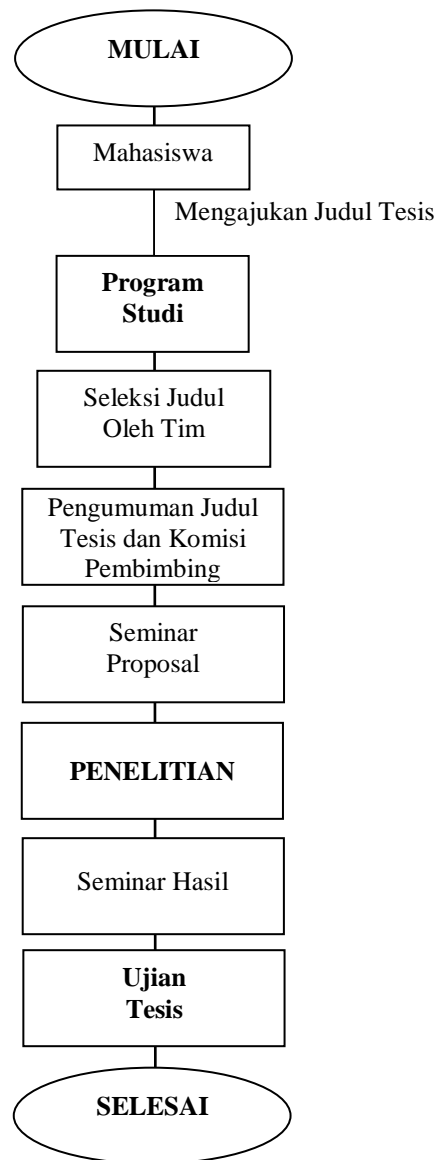 MULAI
Mahasiswa
Mengajukan Judul Tesis
Program
Studi
Seleksi Judul
Oleh Tim
Pengumuman Judul
Tesis dan Komisi
Pembimbing
Seminar
Proposal
PENELITIAN
Seminar Hasil
Ujian
Tesis
SELESAI